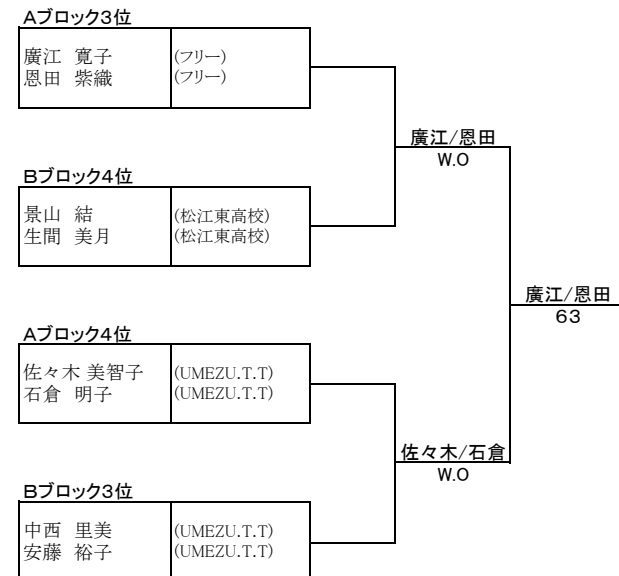 Aブロック3位
廣江 寛子 (フリー)
恩田 紫織 (フリー)
廣江/恩田
W.O
Bブロック4位
景山 結 (松江東高校)
生間 美月 (松江東高校)
廣江/恩田
63
Aブロック4位
佐々木 美智子 (UMEZU.T.T)
石倉 明子 (UMEZU.T.T)
佐々木/石倉
W.O
Bブロック3位
中西 里美 (UMEZU.T.T)
安藤 裕子 (UMEZU.T.T)